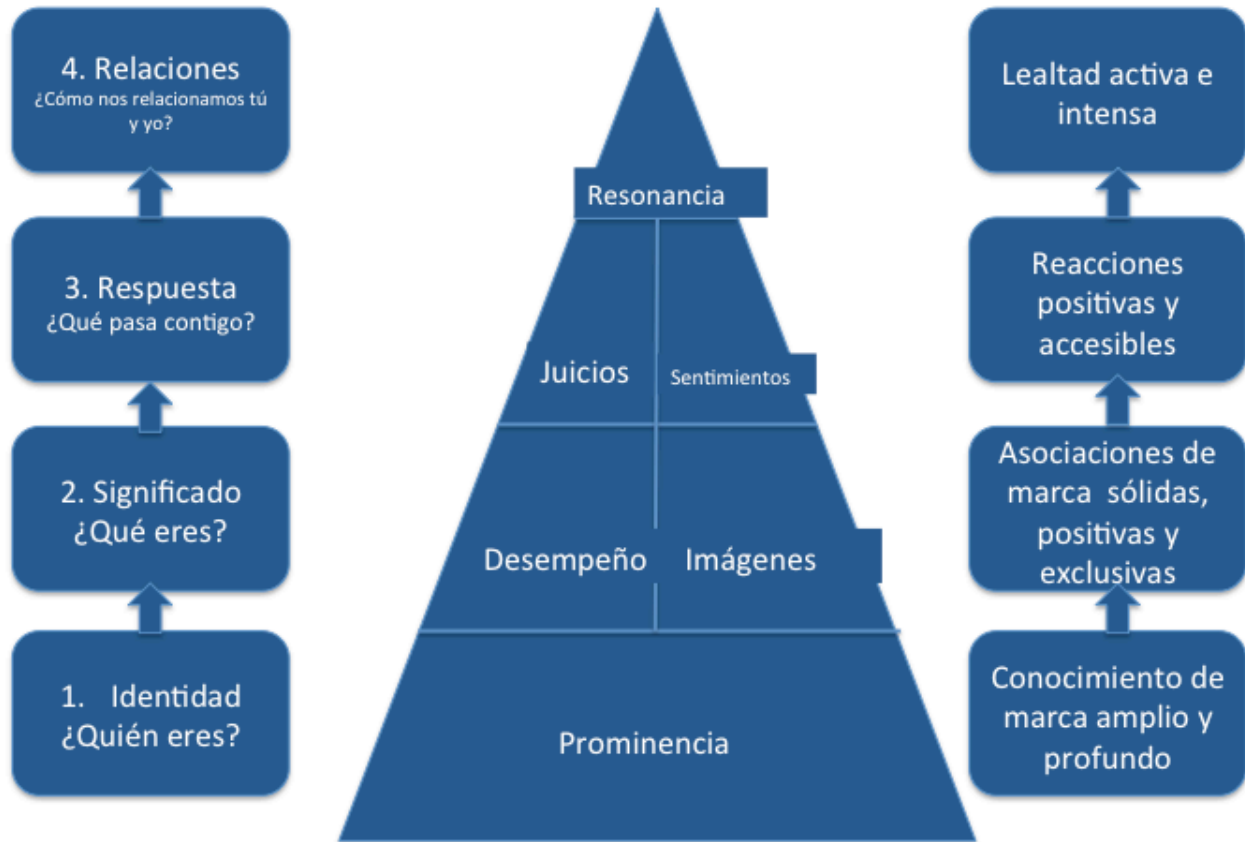 4. Relaciones
¿Cómo nos relacionamos tú
y yo?
3. Respuesta
¿Qué pasa contigo?
2. Significado
¿Qué eres?
1. Identidad
¿Quién eres?
Resonancia
Juicios
Sentimientos
Desempeño
Imágenes
Prominencia
Lealtad activa e
intensa
Reacciones
positivas y
accesibles
Asociaciones de
marca sólidas,
positivas y
exclusivas
Conocimiento de
marca amplio y
profundo